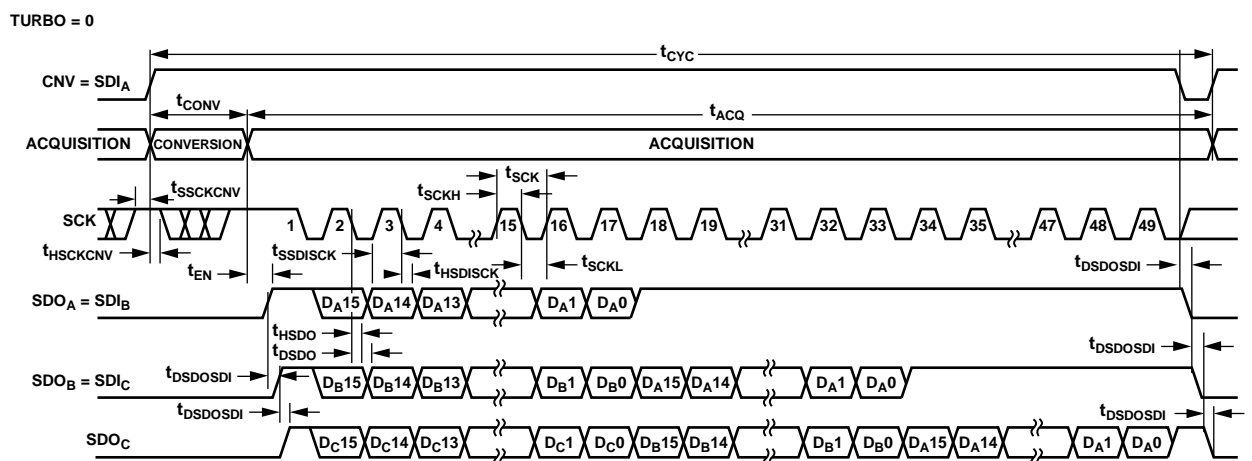 TURBO = 0
tCYC
CNV = SDIA
tCONV
tACQ
ACQUISITION CONVERSION ACQUISITION
tSSCKCNV
tSCK
tSCKH
SCK 1 2 3 4 15 16 17 18 19 31 32 33 34 35 47 48 49
tHSCKCNV
tEN
tSSDISCK
tHSDISCK
tSCKL
tDSDOSDI
SDOA = SDIB DA15 DA14 DA13 DA1 DA0
tHSDO
tDSDO
tDSDOSDI
tDSDOSDI
SDOB = SDIC DB15 DB14 DB13 DB1 DB0 DA15 DA14 DA1 DA0
tDSDOSDI
tDSDOSDI
SDOC DC15 DC14 DC13 DC1 DC0 DB15 DB14 DB1 DB0 DA15 DA14 DA1 DA0